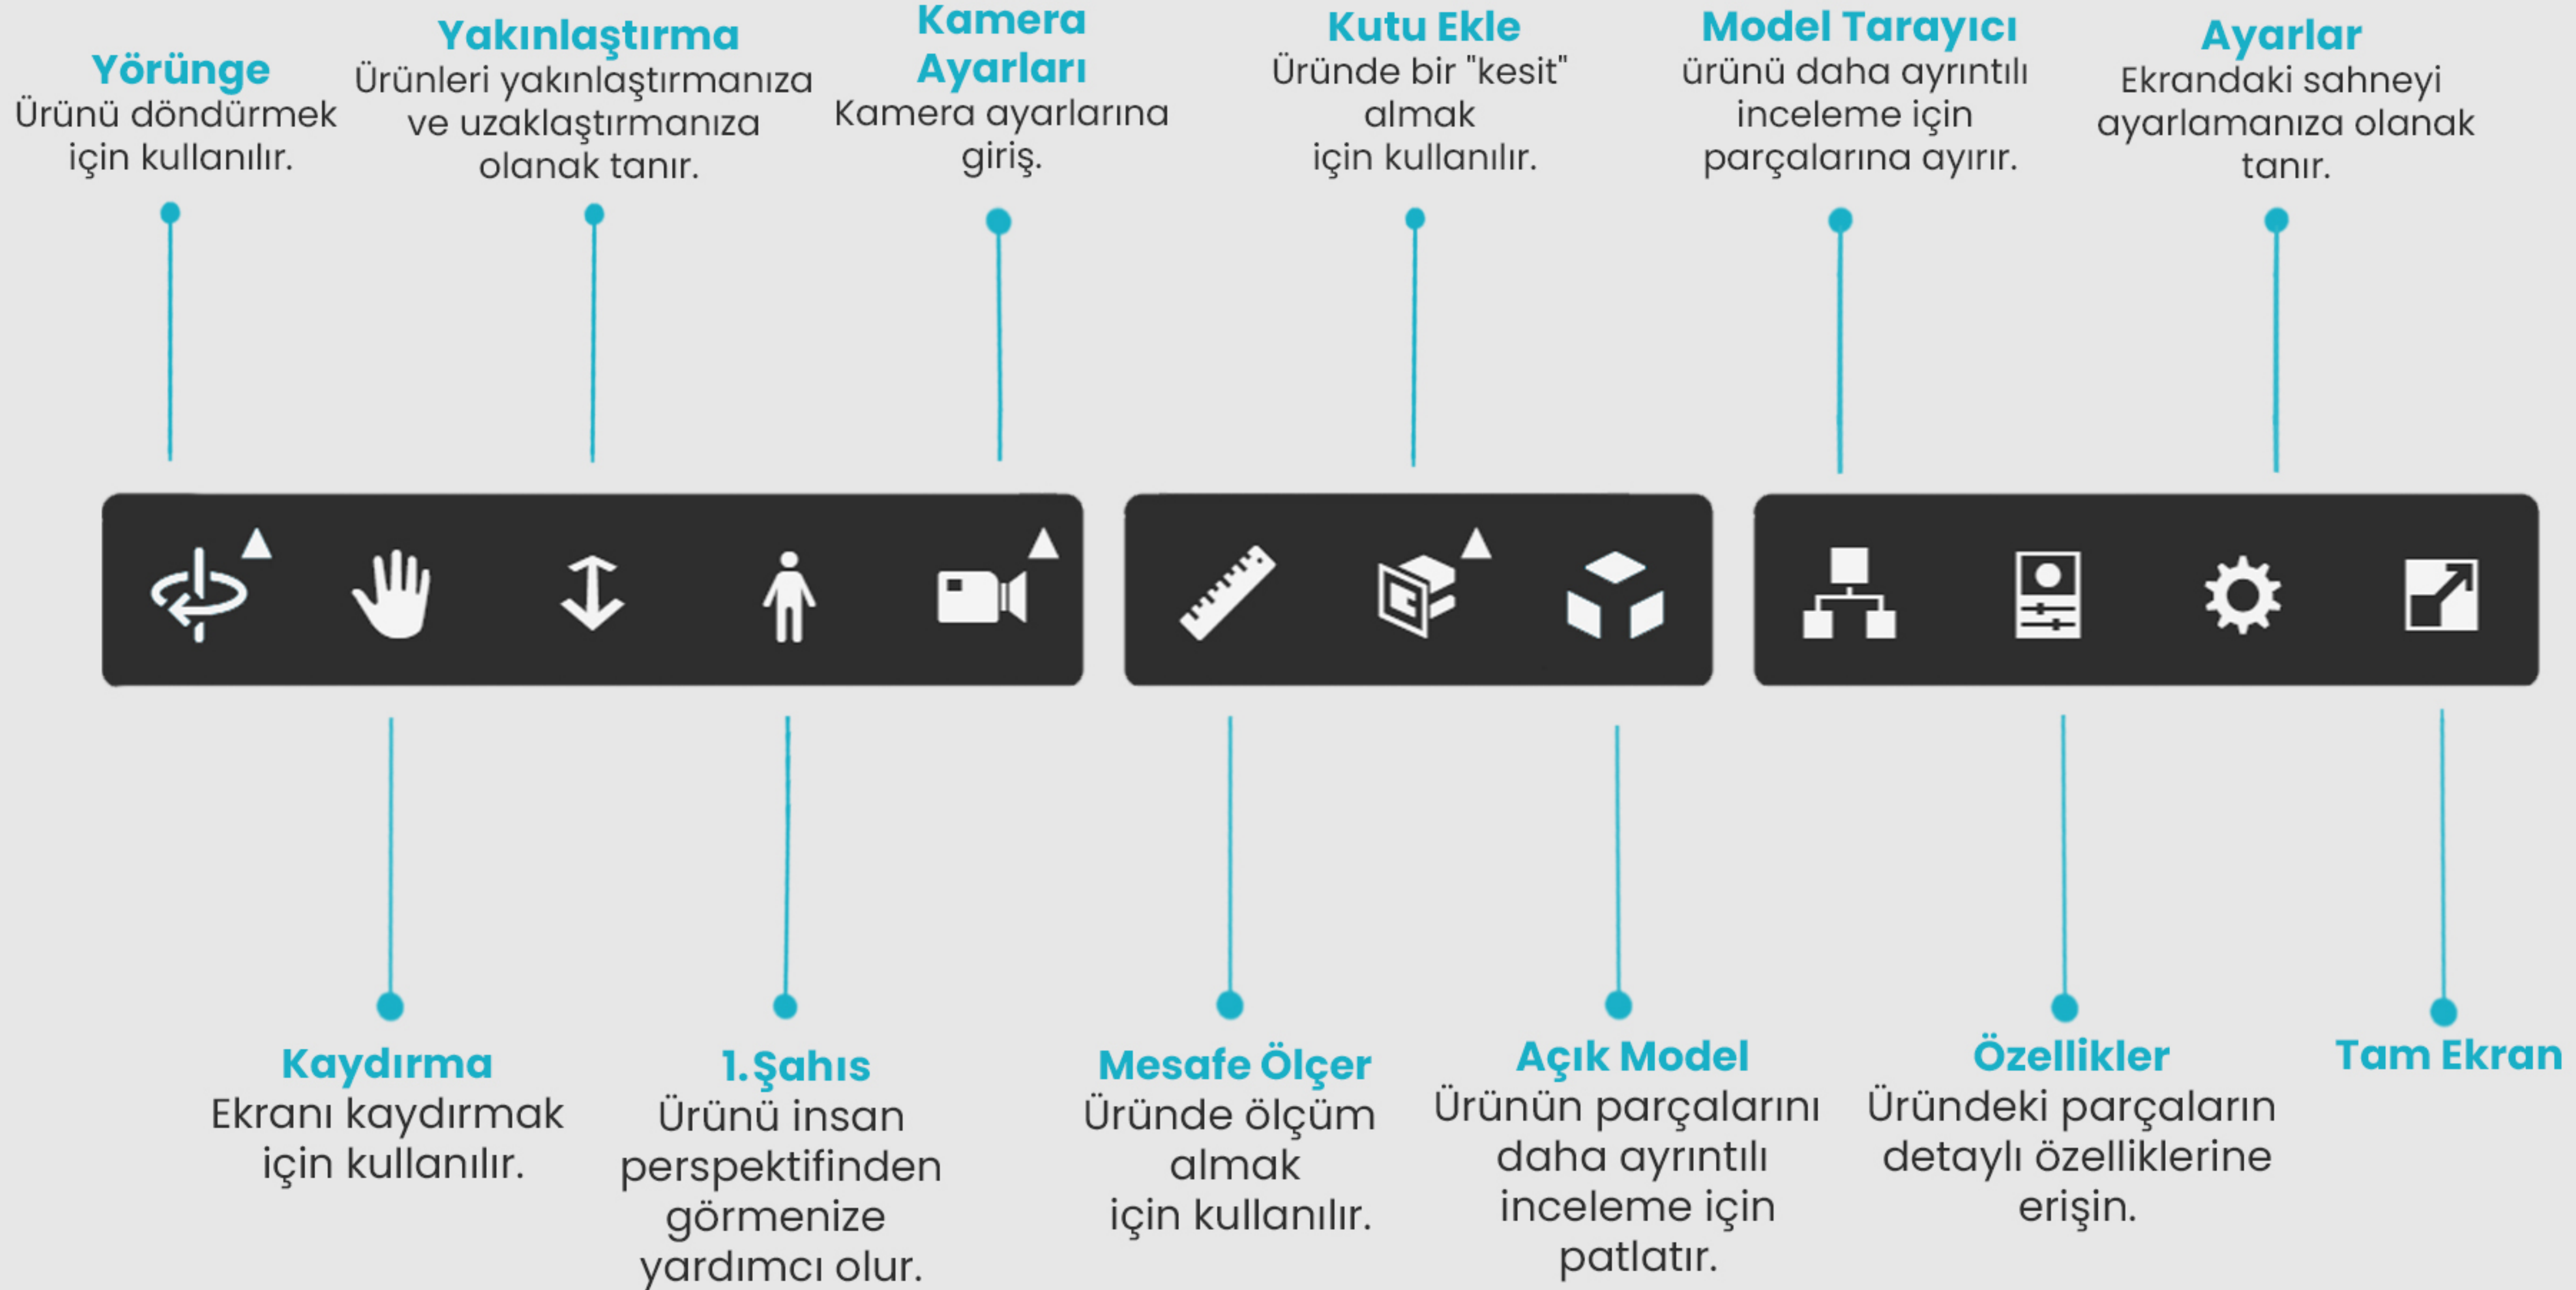 Yörünge
Ürünü döndürmek
için kullanılır.
Yakınlaştırma
Ürünleri yakınlaştırmanıza
ve uzaklaştırmanıza
olanak tanır.
Kamera
Ayarları
Kamera ayarlarına
giriş.
Kutu Ekle
Üründe bir "kesit"
almak
için kullanılır.
Model Tarayıcı
ürünü daha ayrıntılı
inceleme için
parçalarına ayırır.
Ayarlar
Ekrandaki sahneyi
ayarlamanıza olanak
tanır.
Kaydırma
Ekranı kaydırmak
için kullanılır.
1.Şahıs
Ürünü insan
perspektifinden
görmenize
yardımcı olur.
Mesafe Ölçer
Üründe ölçüm
almak
için kullanılır.
Açık Model
Ürünün parçalarını
daha ayrıntılı
inceleme için
patlatır.
Özellikler
Üründeki parçaların
detaylı özelliklerine
erişin.
Tam Ekran